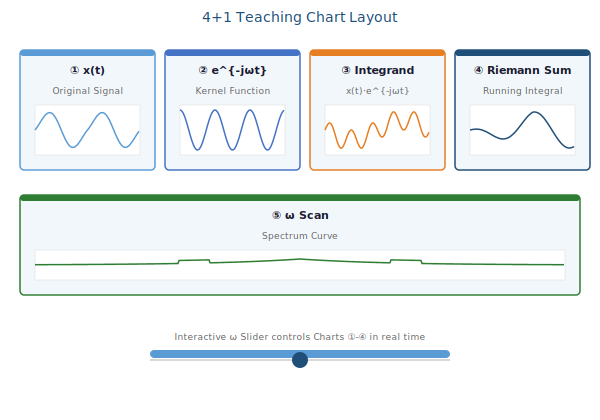 4+1 Teaching Chart Layout
① x(t)
Original Signal
② e^{-jωt}
Kernel Function
③ Integrand
x(t)·e^{-jωt}
④ Riemann Sum
Running Integral
⑤ ω Scan
Spectrum Curve
Interactive ω Slider controls Charts ①-④ in real time